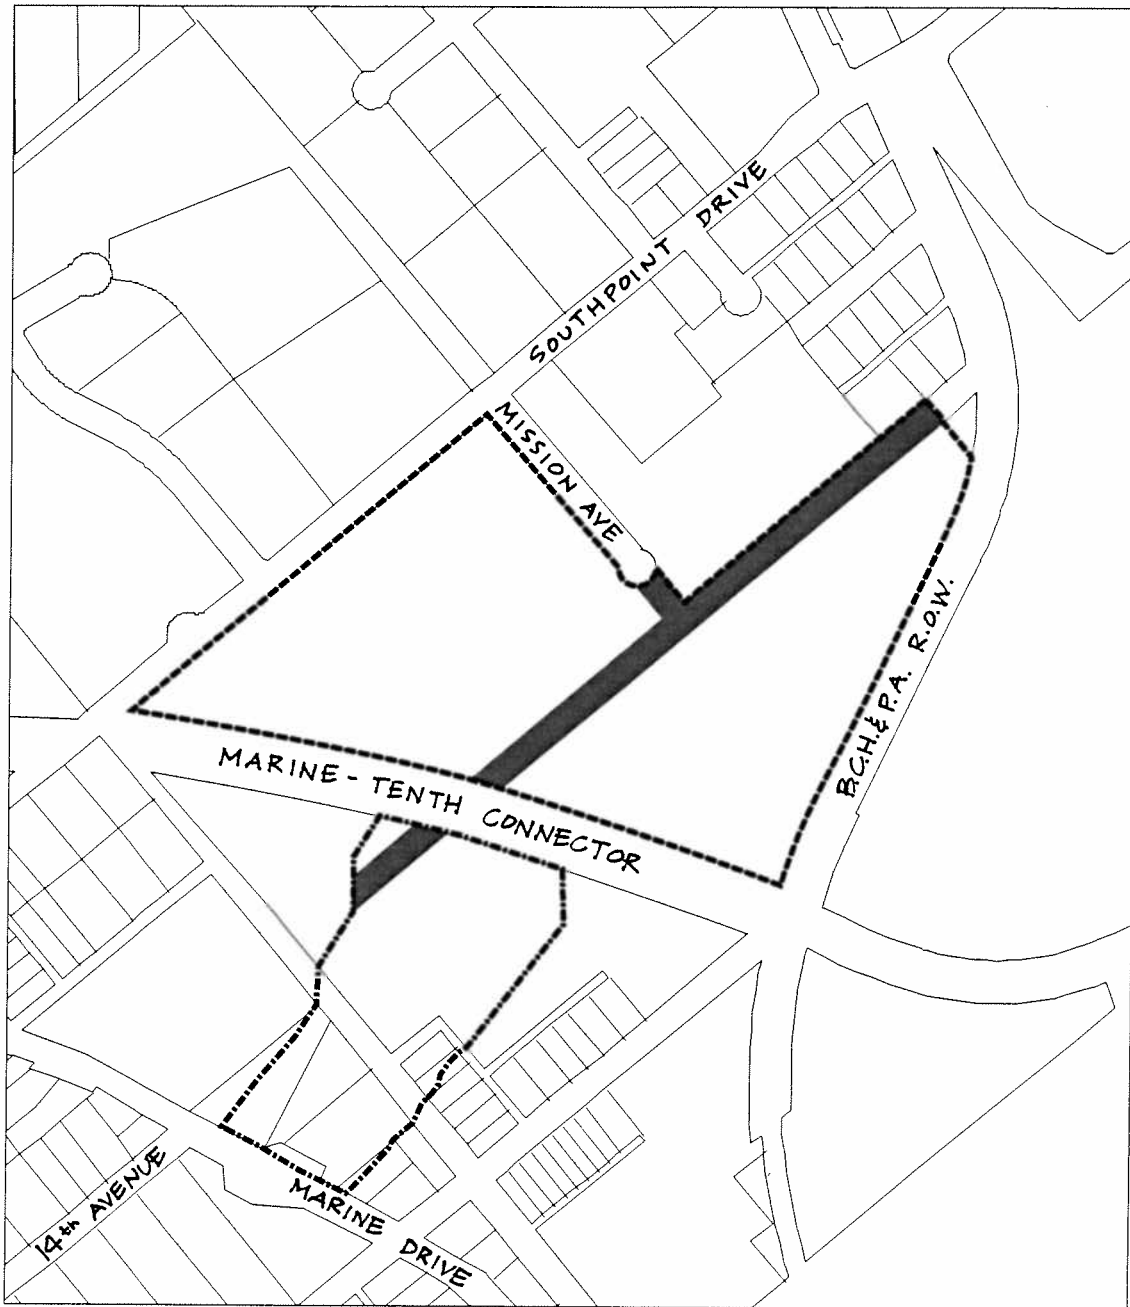 SOUTHPOINT DRIVE
MISSION AVE
B.C.H.& P.A. R.O.W.
MARINE - TENTH CONNECTOR
14th AVENUE
MARINE DRIVE